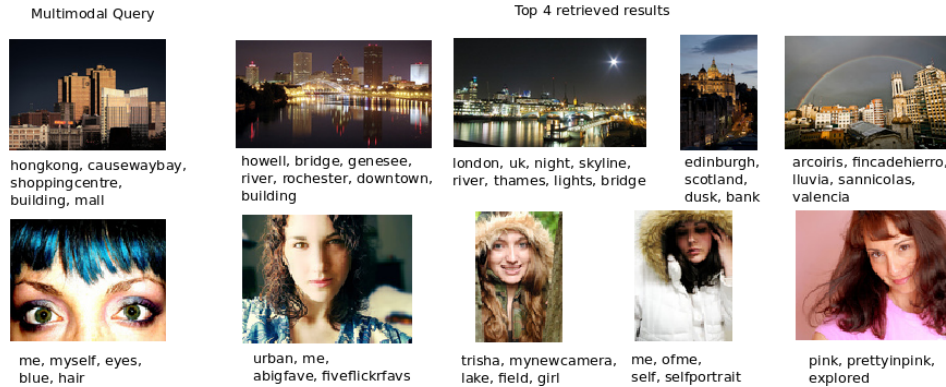 Multimodal Query
Top 4 retrieved results
hongkong, causewaybay,
shoppingcentre,
building, mall
howell, bridge, genesee,
river, rochester, downtown,
building
london, uk, night, skyline,
river, thames, lights, bridge
edinburgh,
scotland,
dusk, bank
arcoiris, fincadehierro,
lluvia, sannicolas,
valencia
me, myself, eyes,
blue, hair
urban, me,
abigfave, fiveflickrfavs
trisha, mynewcamera,
lake, field, girl
me, ofme,
self, selfportrait
pink, prettyinpink,
explored